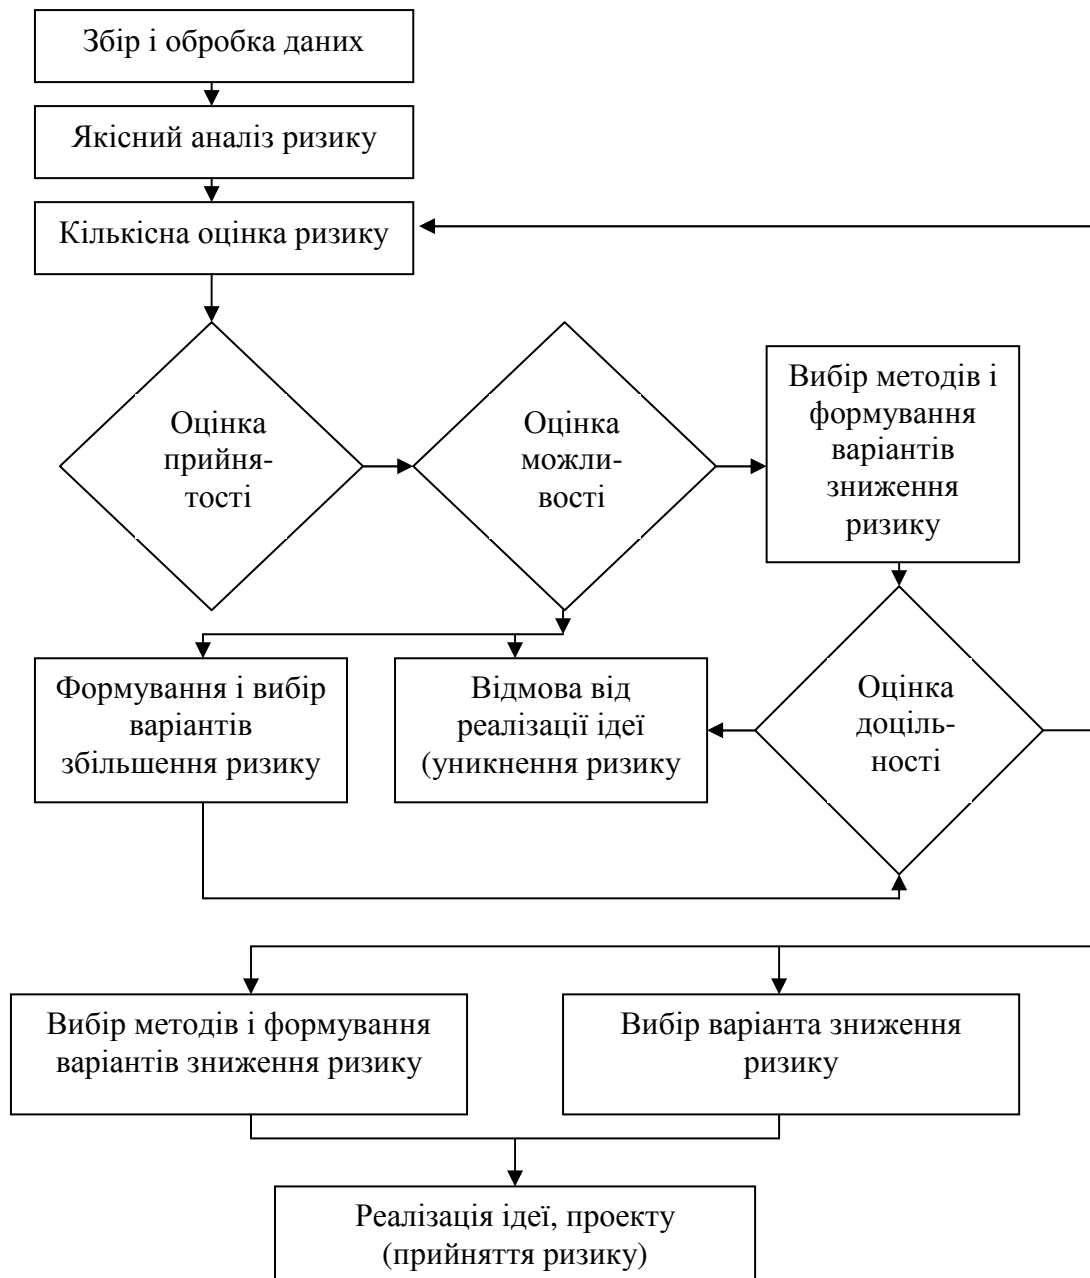 Збір і обробка даних
Якісний аналіз ризику
Кількісна оцінка ризику
Оцінка
прийня-
тості
Оцінка
можли-
вості
Вибір методів і
формування
варіантів
зниження
ризику
Формування і вибір
варіантів
збільшення ризику
Відмова від
реалізації ідеї
(уникнення ризику
Оцінка
доціль-
ності
Вибір методів і формування
варіантів зниження ризику
Вибір варіанта зниження
ризику
Реалізація ідеї, проекту
(прийняття ризику)